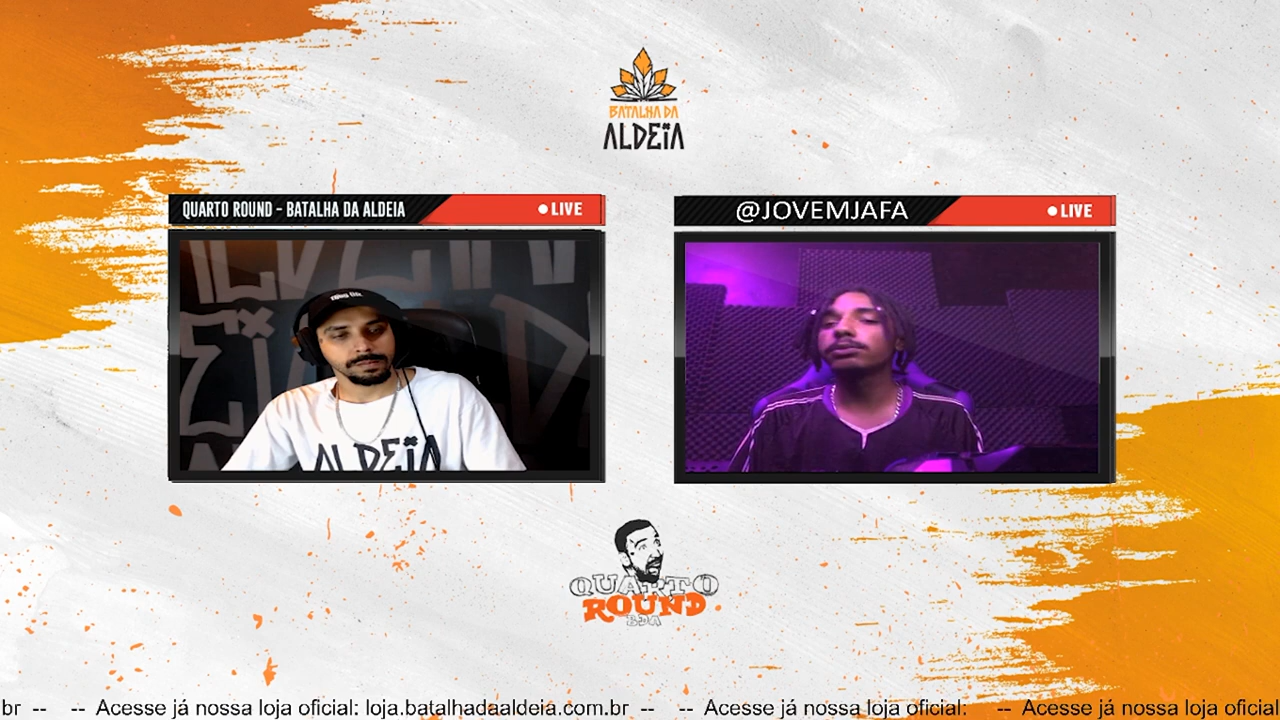 BATALHA DA
ALDEIA
QUARTO ROUND - BATALHA DA ALDEIA
LIVE
@JOVEMJAFA
LIVE
ALDEIA
QUARTO
ROUND
BDA
br -- -- Acesse já nossa loja oficial: loja.batalhadaaldeia.com.br -- -- Acesse já nossa loja oficial: -- Acesse já nossa loja oficial